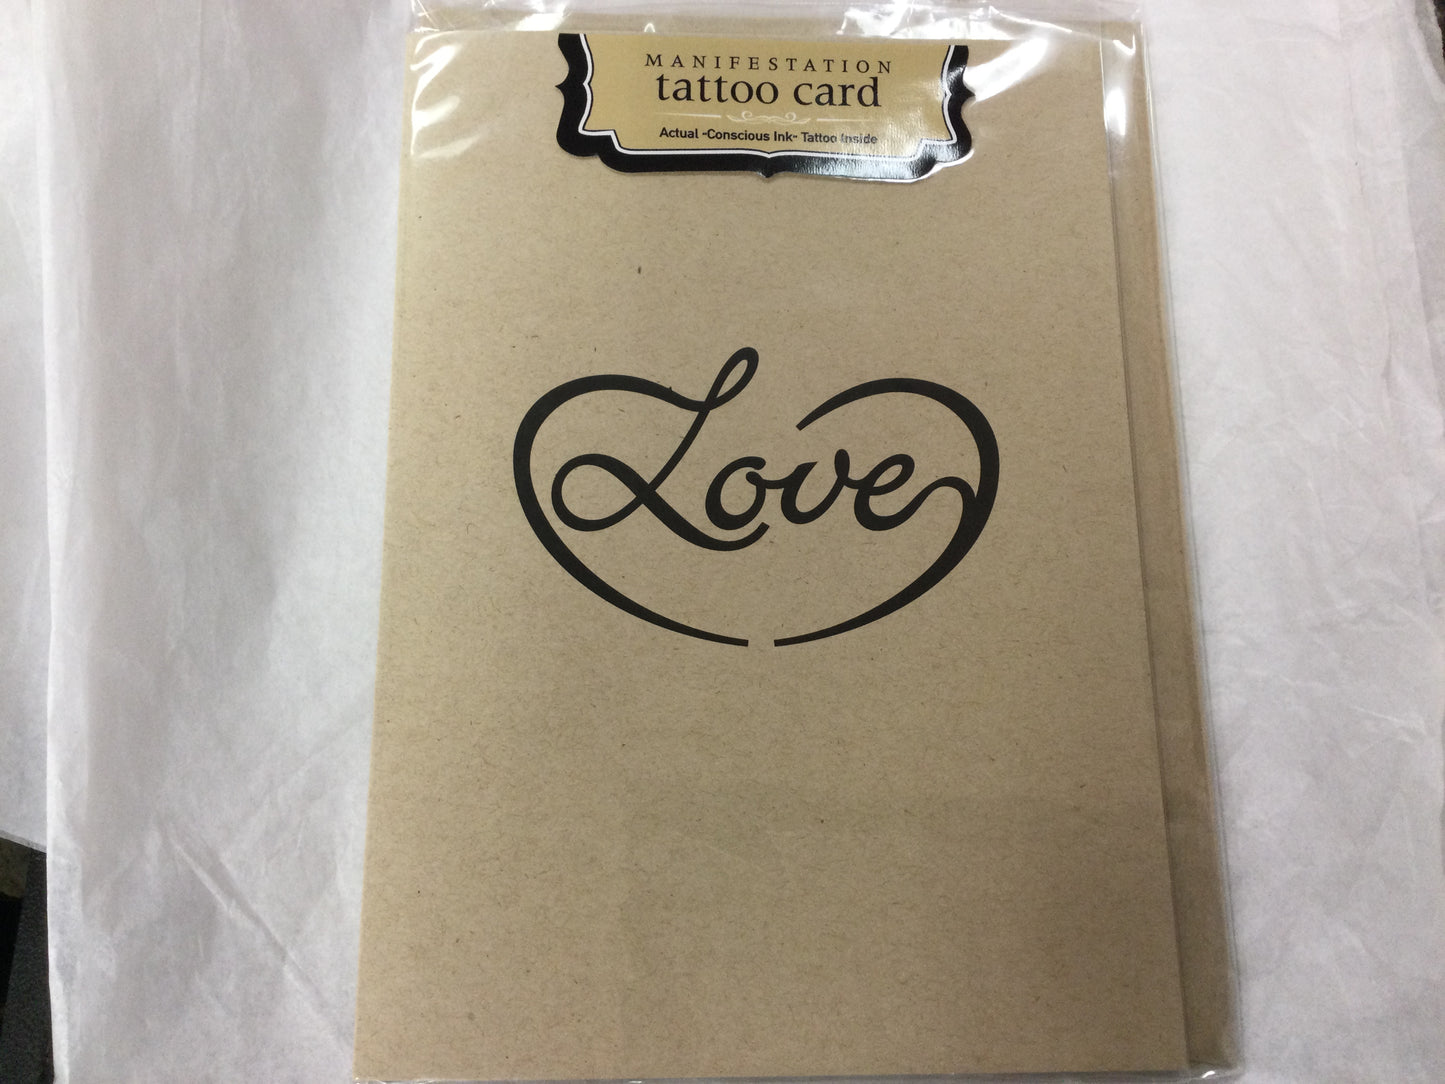 MANIFESTATION
tattoo card
Actual -Conscious Ink- Tattoo Inside
Love